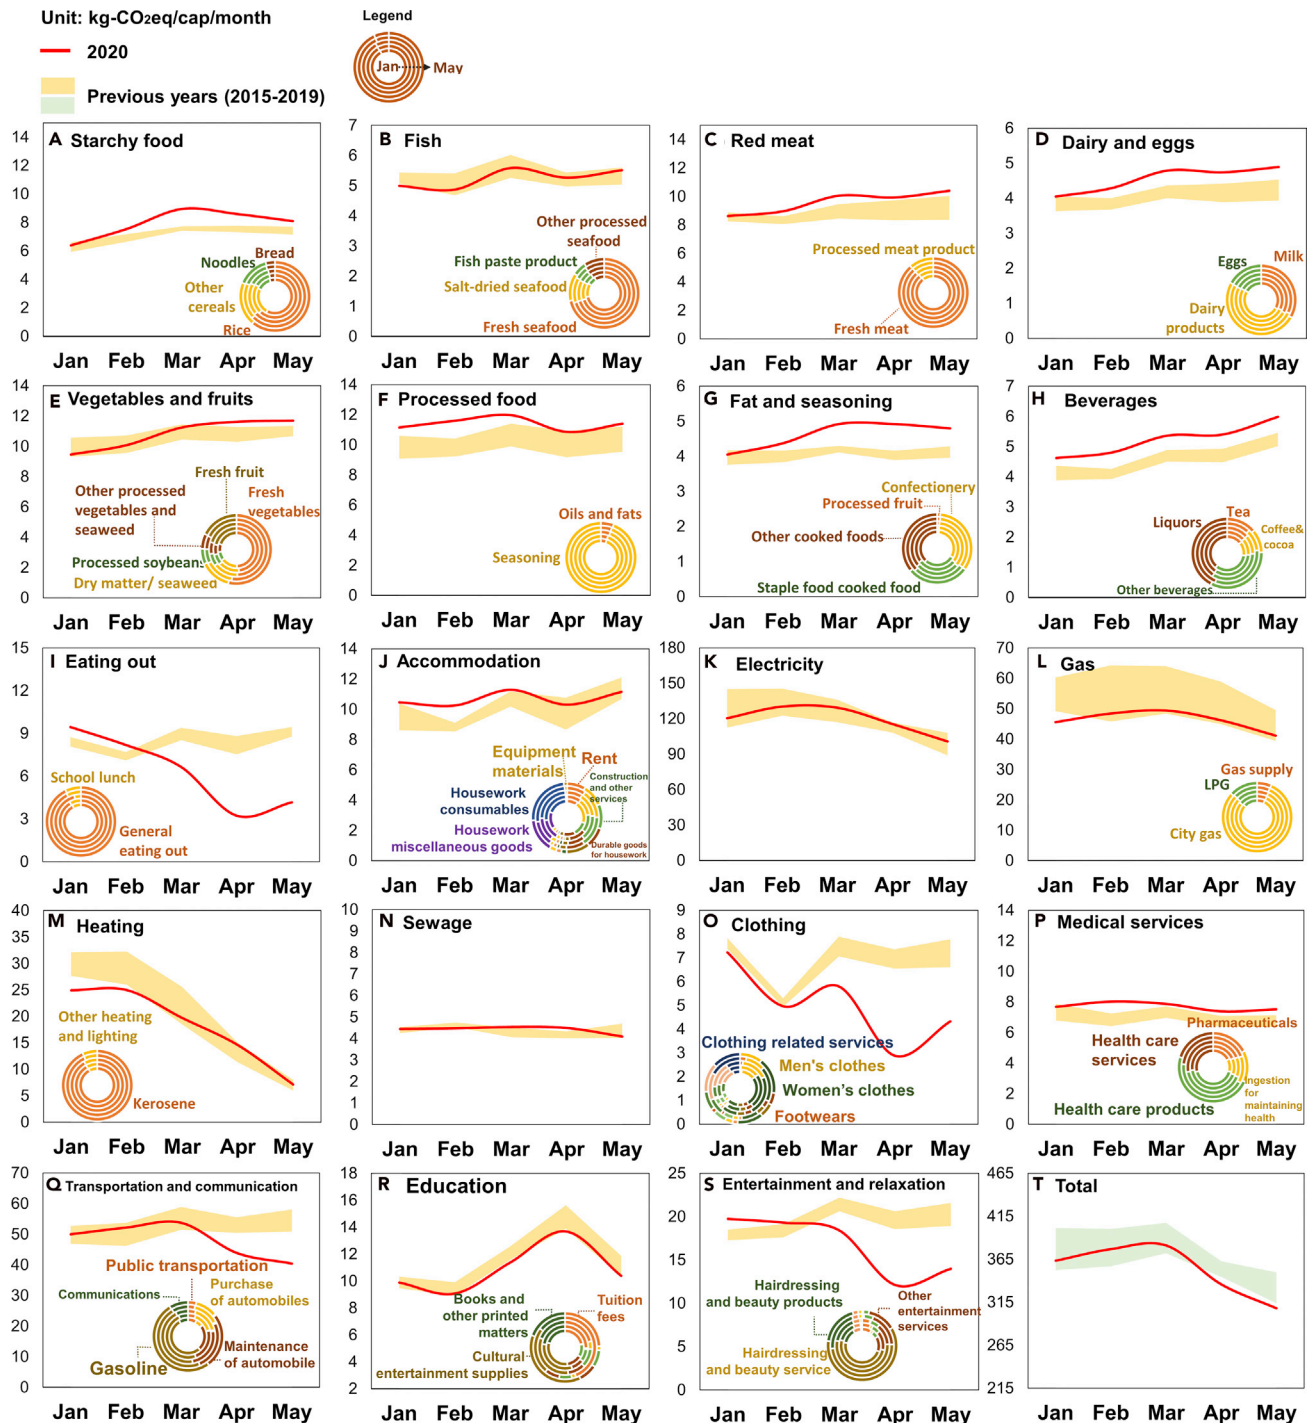 Unit: kg-CO₂eq/cap/month
Legend
2020
Jan
May
Previous years (2015-2019)
A Starchy food
14
12
10
8
6
4
2
0
Bread
Noodles
Other
cereals
Rice
Jan Feb Mar Apr May
B Fish
7
6
5
4
3
2
1
0
Other processed
seafood
Fish paste product
Salt-dried seafood
Fresh seafood
Jan Feb Mar Apr May
C Red meat
14
12
10
8
6
4
2
0
Processed meat product
Fresh meat
Jan Feb Mar Apr May
D Dairy and eggs
6
5
4
3
2
1
0
Eggs
Milk
Dairy
products
Jan Feb Mar Apr May
E Vegetables and fruits
14
12
10
8
6
4
2
0
Fresh fruit
Other processed
vegetables and
seaweed
Fresh
vegetables
Processed soybeans
Dry matter/ seaweed
Jan Feb Mar Apr May
F Processed food
14
12
10
8
6
4
2
0
Oils and fats
Seasoning
Jan Feb Mar Apr May
G Fat and seasoning
6
5
4
3
2
1
0
Confectionery
Processed fruit
Other cooked foods
Staple food cooked food
Jan Feb Mar Apr May
H Beverages
7
6
5
4
3
2
1
0
Tea
Liquors
Coffee&
cocoa
Other beverages
Jan Feb Mar Apr May
I Eating out
15
12
9
6
3
0
School lunch
General
eating out
Jan Feb Mar Apr May
J Accommodation
14
12
10
8
6
4
2
0
Equipment
materials
Rent
Construction
and other
services
Housework
consumables
Housework
miscellaneous goods
Durable goods
for housework
Jan Feb Mar Apr May
K Electricity
180
150
120
90
60
30
0
Jan Feb Mar Apr May
L Gas
70
60
50
40
30
20
10
0
Gas supply
LPG
City gas
Jan Feb Mar Apr May
M Heating
40
35
30
25
20
15
10
5
0
Other heating
and lighting
Kerosene
Jan Feb Mar Apr May
N Sewage
10
9
8
7
6
5
4
3
2
1
0
Jan Feb Mar Apr May
O Clothing
9
8
7
6
5
4
3
2
1
0
Clothing related services
Men's clothes
Women's clothes
Footwears
Jan Feb Mar Apr May
P Medical services
14
12
10
8
6
4
2
0
Pharmaceuticals
Health care
services
Ingestion
for
maintaining
health
Health care products
Jan Feb Mar Apr May
Q Transportation and communication
70
60
50
40
30
20
10
0
Public transportation
Communications
Purchase
of automobiles
Maintenance
of automobile
Gasoline
Jan Feb Mar Apr May
R Education
18
16
14
12
10
8
6
4
2
Books and
other printed
matters
Tuition
fees
Cultural
entertainment supplies
Jan Feb Mar Apr May
S Entertainment and relaxation
25
20
15
10
5
0
Hairdressing
and beauty products
Other
entertainment
services
Hairdressing
and beauty service
Jan Feb Mar Apr May
T Total
465
415
365
315
265
215
Jan Feb Mar Apr May